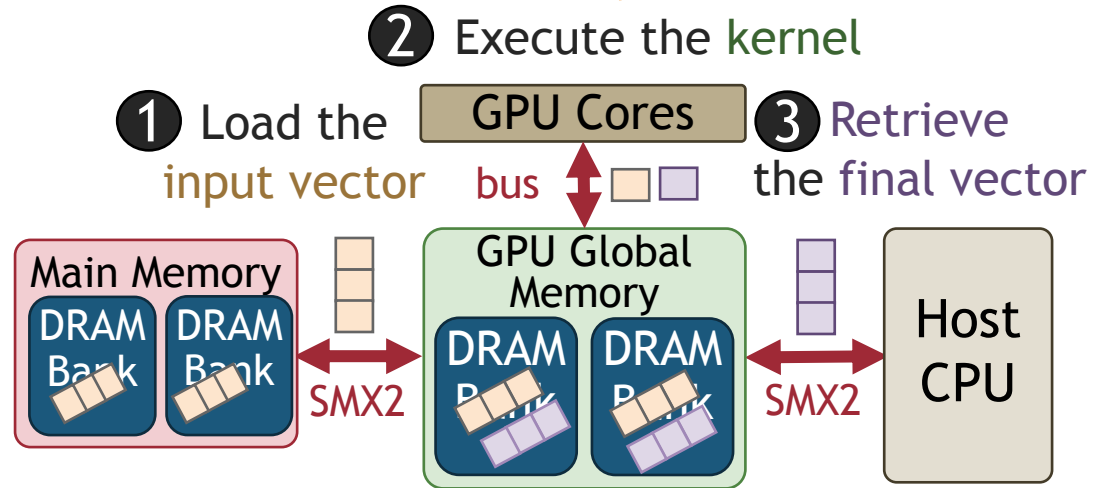 2 Execute the kernel
1 Load the
input vector
GPU Cores
bus
3 Retrieve
the final vector
Main Memory
DRAM
Bank
DRAM
Bank
SMX2
GPU Global
Memory
DRAM
Bank
DRAM
Bank
SMX2
Host
CPU